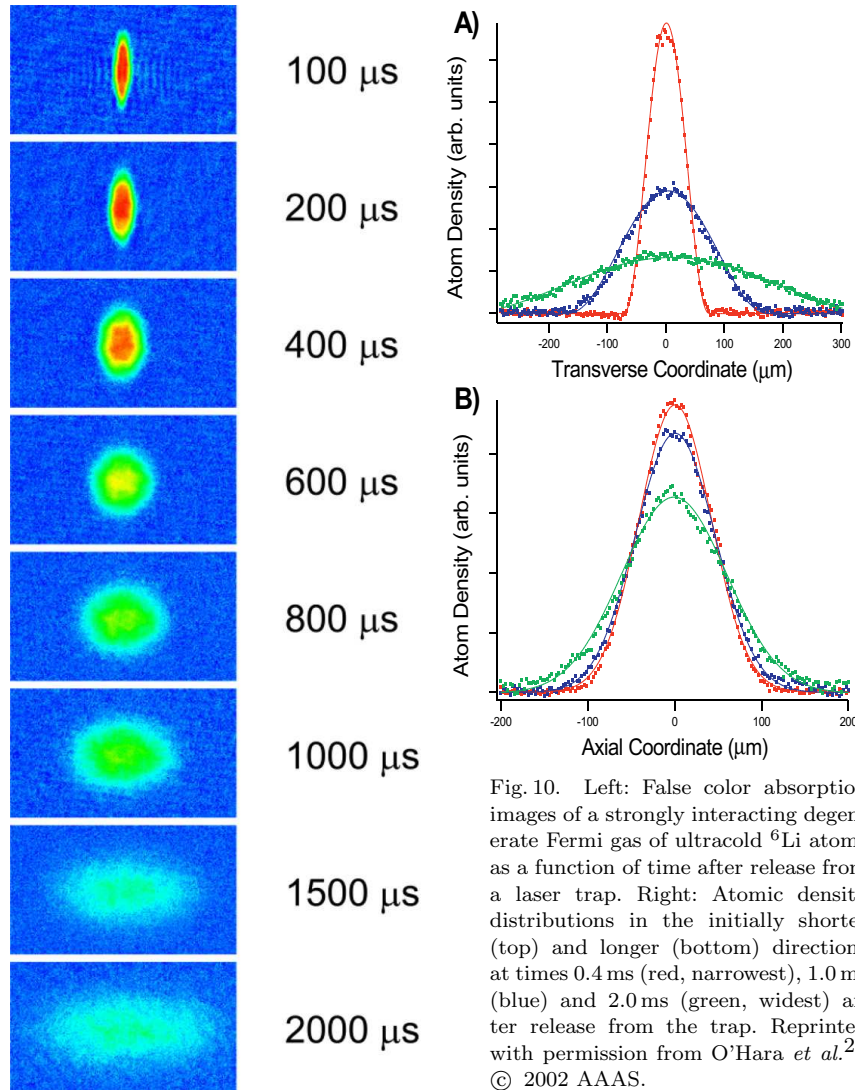 100 μs
200 μs
400 μs
600 μs
800 μs
1000 μs
1500 μs
2000 μs
A)
Atom Density (arb. units)
-200 -100 0 100 200 300
Transverse Coordinate (μm)
B)
Atom Density (arb. units)
-200 -100 0 100 200
Axial Coordinate (μm)
Fig. 10. Left: False color absorptio
images of a strongly interacting degen
erate Fermi gas of ultracold ⁶Li atom
as a function of time after release from
a laser trap. Right: Atomic densit
distributions in the initially shorte
(top) and longer (bottom) direction
at times 0.4 ms (red, narrowest), 1.0 m
(blue) and 2.0 ms (green, widest) a
ter release from the trap. Reprinte
with permission from O'Hara et al.²
© 2002 AAAS.